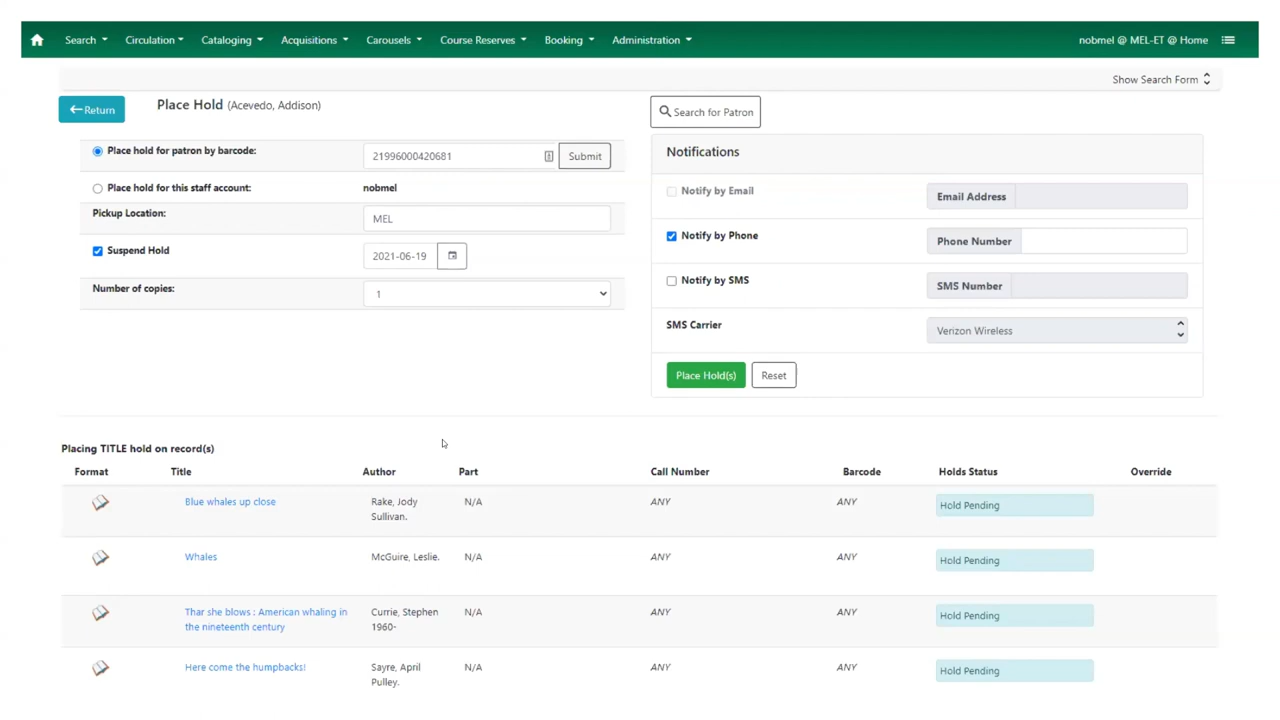 Search Circulation Cataloging Acquisitions Carousels Course Reserves Booking Administration nobmel @ MEL-ET @ Home
Show Search Form
Return Place Hold (Acevedo, Addison)
Search for Patron
Place hold for patron by barcode: 21996000420681 Submit
Place hold for this staff account: nobmel
Pickup Location: MEL
Suspend Hold 2021-06-19
Number of copies: 1
Notifications
Notify by Email Email Address
Notify by Phone Phone Number
Notify by SMS SMS Number
SMS Carrier Verizon Wireless
Place Hold(s) Reset
Placing TITLE hold on record(s)
Format Title Author Part Call Number Barcode Holds Status Override
Blue whales up close Rake, Jody N/A ANY ANY Hold Pending
Sullivan.
Whales McGuire, Leslie. N/A ANY ANY Hold Pending
Thar she blows : American whaling in Currie, Stephen N/A ANY ANY Hold Pending
the nineteenth century 1960-
Here come the humpbacks! Sayre, April N/A ANY ANY Hold Pending
Pulley.